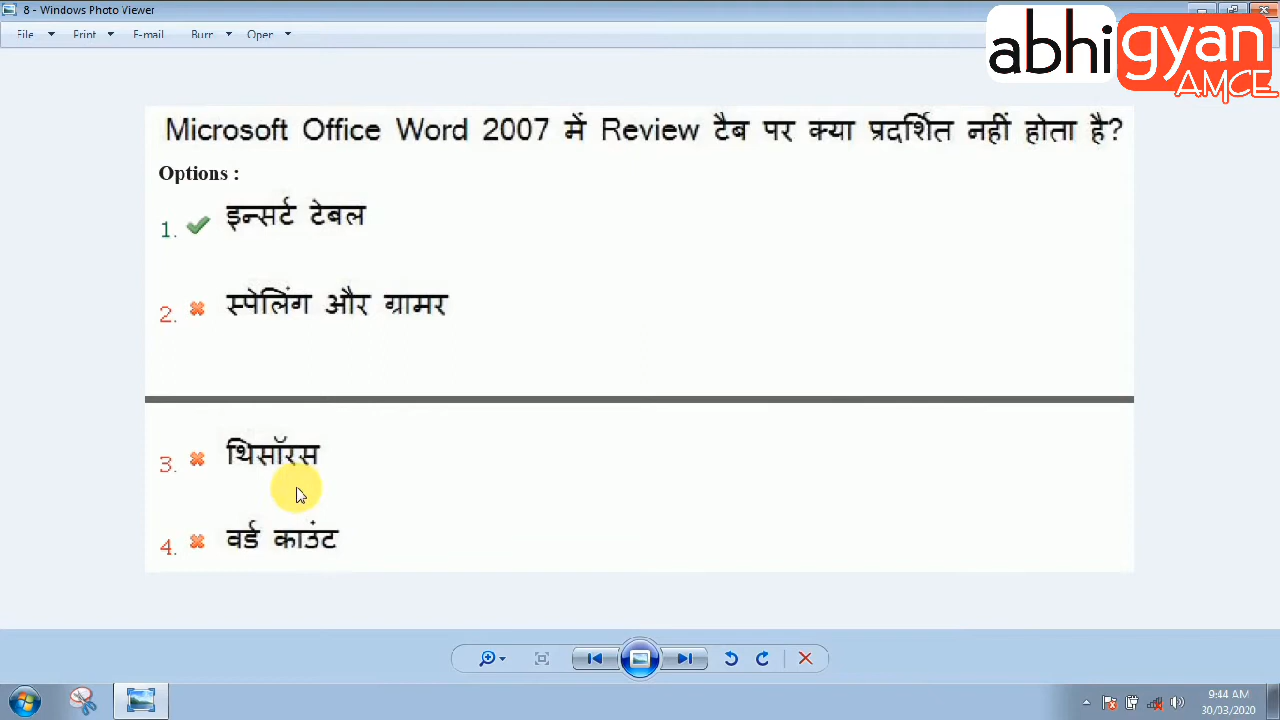 8 - Windows Photo Viewer
File Print E-mail Burr Open
abhigyan
AMCE
Microsoft Office Word 2007 में Review टैब पर क्या प्रदर्शित नहीं होता है?
Options :
1. इन्सर्ट टेबल
2. स्पेलिंग और ग्रामर
3. थिसॉरस
4. वर्ड काउंट
9:44 AM
30/03/2020